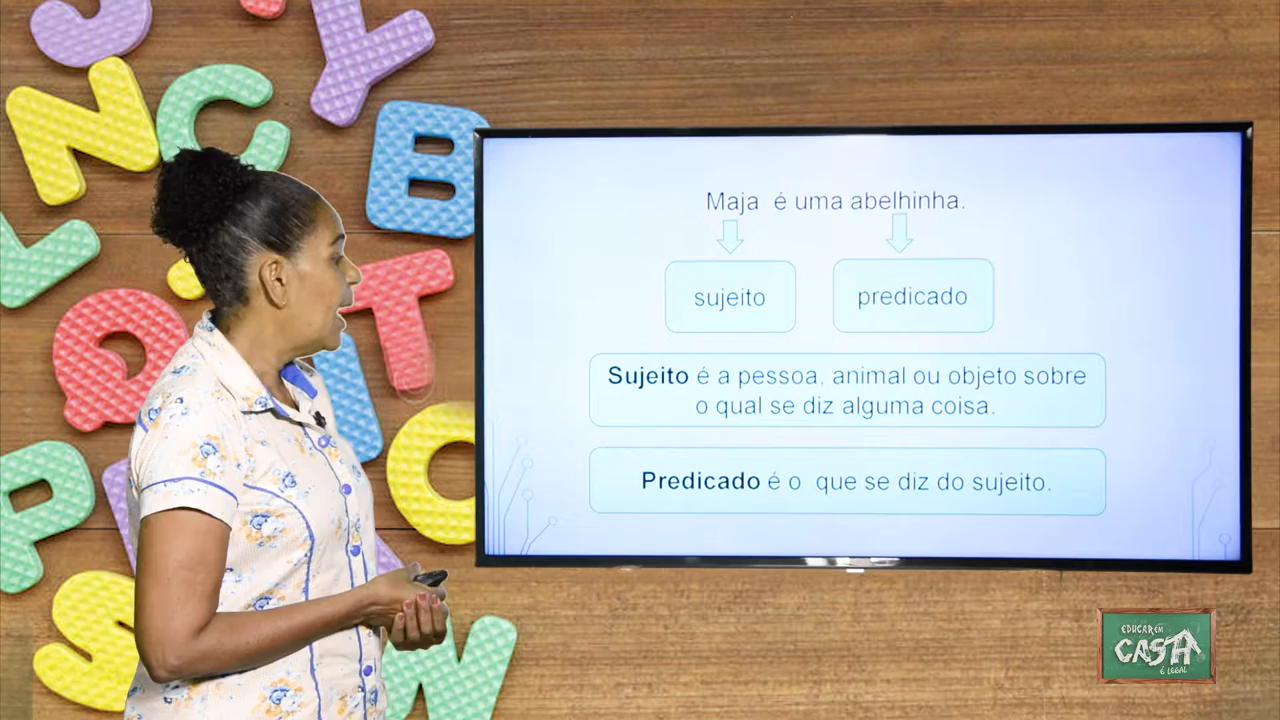 Maja é uma abelhinha.
sujeito
predicado
Sujeito é a pessoa, animal ou objeto sobre
o qual se diz alguma coisa.
Predicado é o que se diz do sujeito.
EDUCAR EM
CASA
É LEGAL